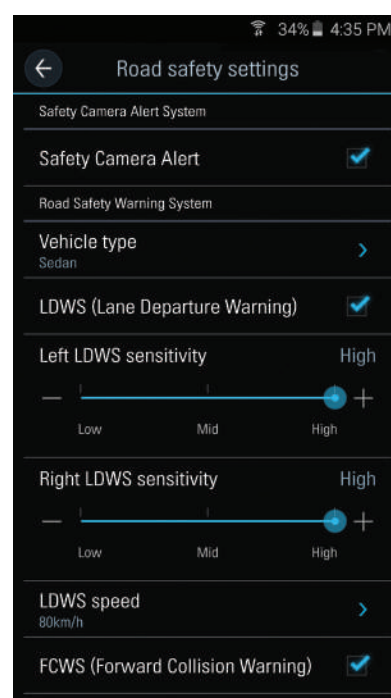 34% 4:35 PM
Road safety settings
Safety Camera Alert System
Safety Camera Alert
Road Safety Warning System
Vehicle type
Sedan
LDWS (Lane Departure Warning)
Left LDWS sensitivity High
Low Mid High
Right LDWS sensitivity High
Low Mid High
LDWS speed
80km/h
FCWS (Forward Collision Warning)